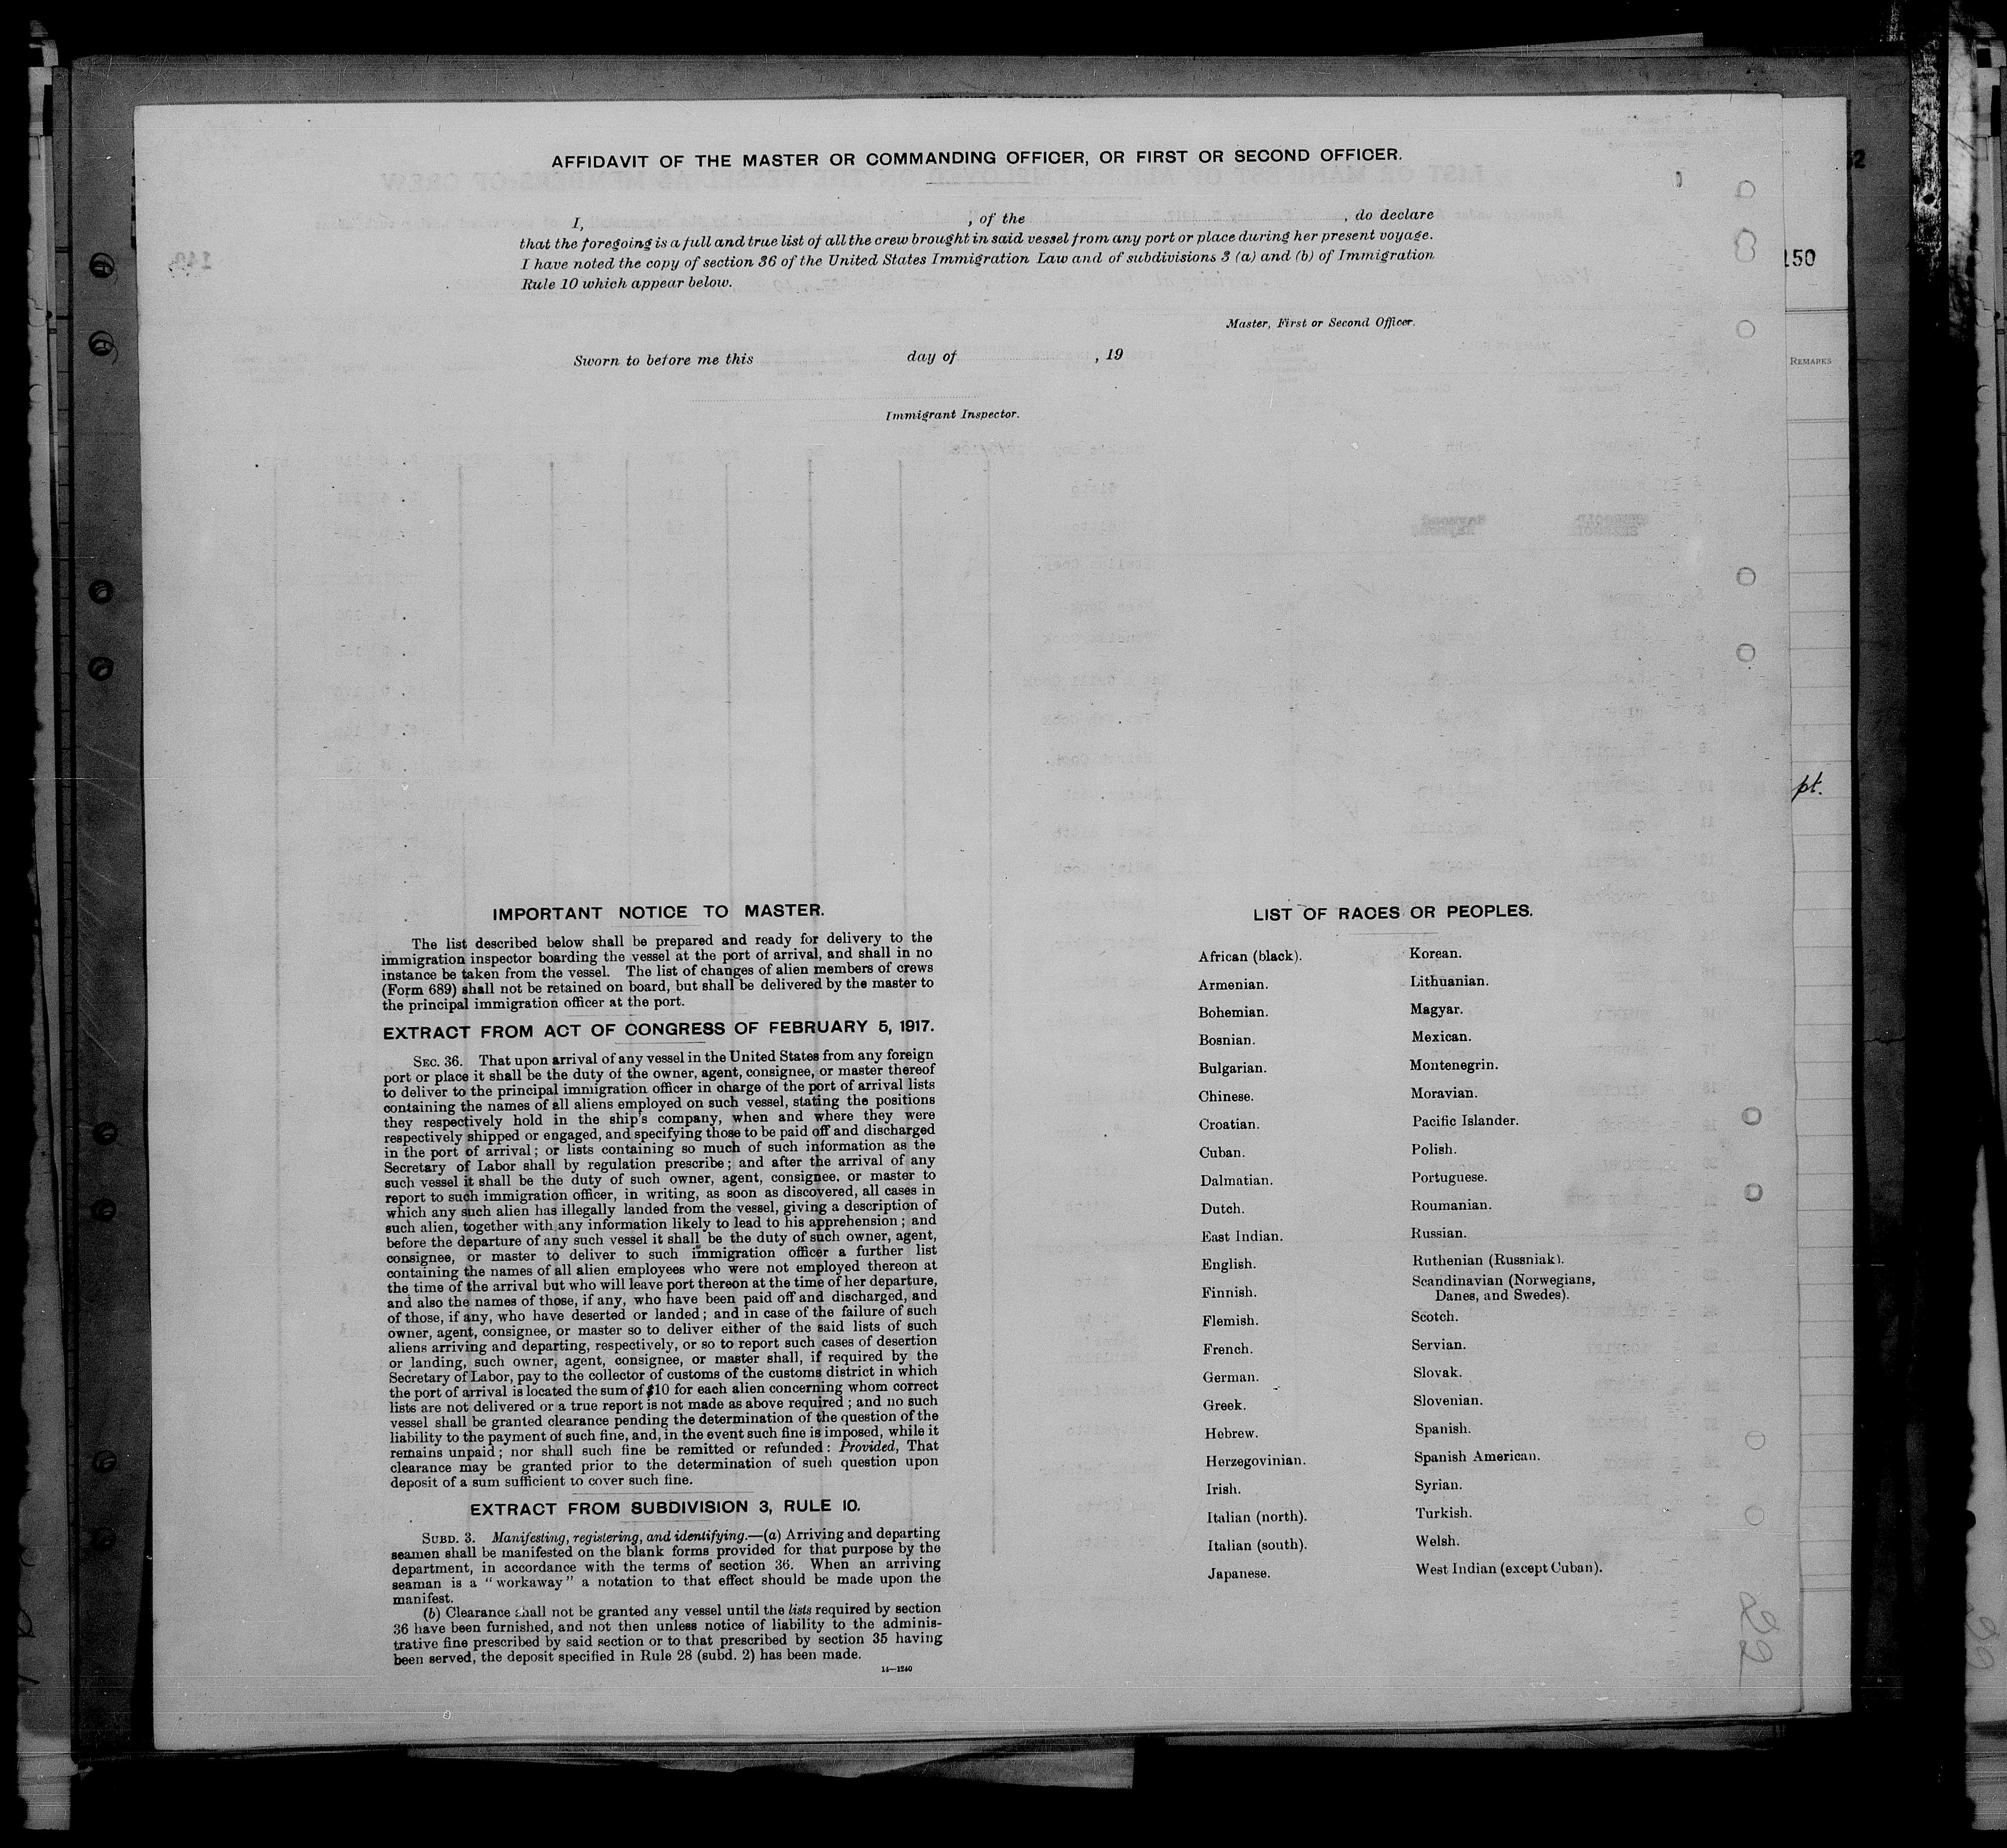 AFFIDAVIT OF THE MASTER OR COMMANDING OFFICER, OR FIRST OR SECOND OFFICER.
I, , of the , do declare
that the foregoing is a full and true list of all the crew brought in said vessel from any port or place during her present voyage.
I have noted the copy of section 36 of the United States Immigration Law and of subdivisions 3 (a) and (b) of Immigration
Rule 10 which appear below.
Master, First or Second Officer.
Sworn to before me this day of , 19
Immigrant Inspector.
150
REMARKS
pt.
IMPORTANT NOTICE TO MASTER.
The list described below shall be prepared and ready for delivery to the
immigration inspector boarding the vessel at the port of arrival, and shall in no
instance be taken from the vessel. The list of changes of alien members of crews
(Form 689) shall not be retained on board, but shall be delivered by the master to
the principal immigration officer at the port.
EXTRACT FROM ACT OF CONGRESS OF FEBRUARY 5, 1917.
SEC. 36. That upon arrival of any vessel in the United States from any foreign
port or place it shall be the duty of the owner, agent, consignee, or master thereof
to deliver to the principal immigration officer in charge of the port of arrival lists
containing the names of all aliens employed on such vessel, stating the positions
they respectively hold in the ship's company, when and where they were
respectively shipped or engaged, and specifying those to be paid off and discharged
in the port of arrival; or lists containing so much of such information as the
Secretary of Labor shall by regulation prescribe; and after the arrival of any
such vessel it shall be the duty of such owner, agent, consignee, or master to
report to such immigration officer, in writing, as soon as discovered, all cases in
which any such alien has illegally landed from the vessel, giving a description of
such alien, together with any information likely to lead to his apprehension; and
before the departure of any such vessel it shall be the duty of such owner, agent,
consignee, or master to deliver to such immigration officer a further list
containing the names of all alien employees who were not employed thereon at
the time of the arrival but who will leave port thereon at the time of her departure,
and also the names of those, if any, who have been paid off and discharged, and
of those, if any, who have deserted or landed; and in case of the failure of such
owner, agent, consignee, or master so to deliver either of the said lists of such
aliens arriving and departing, respectively, or so to report such cases of desertion
or landing, such owner, agent, consignee, or master shall, if required by the
Secretary of Labor, pay to the collector of customs of the customs district in which
the port of arrival is located the sum of $10 for each alien concerning whom correct
lists are not delivered or a true report is not made as above required; and no such
vessel shall be granted clearance pending the determination of the question of the
liability to the payment of such fine, and, in the event such fine is imposed, while it
remains unpaid; nor shall such fine be remitted or refunded: Provided, That
clearance may be granted prior to the determination of such question upon
deposit of a sum sufficient to cover such fine.
EXTRACT FROM SUBDIVISION 3, RULE 10.
SUBD. 3. Manifesting, registering, and identifying.—(a) Arriving and departing
seamen shall be manifested on the blank forms provided for that purpose by the
department, in accordance with the terms of section 36. When an arriving
seaman is a "workaway" a notation to that effect should be made upon the
manifest.
(b) Clearance shall not be granted any vessel until the lists required by section
36 have been furnished, and not then unless notice of liability to the adminis-
trative fine prescribed by said section or to that prescribed by section 35 having
been served, the deposit specified in Rule 28 (subd. 2) has been made.
14—1240
LIST OF RACES OR PEOPLES.
African (black).
Armenian.
Bohemian.
Bosnian.
Bulgarian.
Chinese.
Croatian.
Cuban.
Dalmatian.
Dutch.
East Indian.
English.
Finnish.
Flemish.
French.
German.
Greek.
Hebrew.
Herzegovinian.
Irish.
Italian (north).
Italian (south).
Japanese.
Korean.
Lithuanian.
Magyar.
Mexican.
Montenegrin.
Moravian.
Pacific Islander.
Polish.
Portuguese.
Roumanian.
Russian.
Ruthenian (Russniak).
Scandinavian (Norwegians,
Danes, and Swedes).
Scotch.
Servian.
Slovak.
Slovenian.
Spanish.
Spanish American.
Syrian.
Turkish.
Welsh.
West Indian (except Cuban).